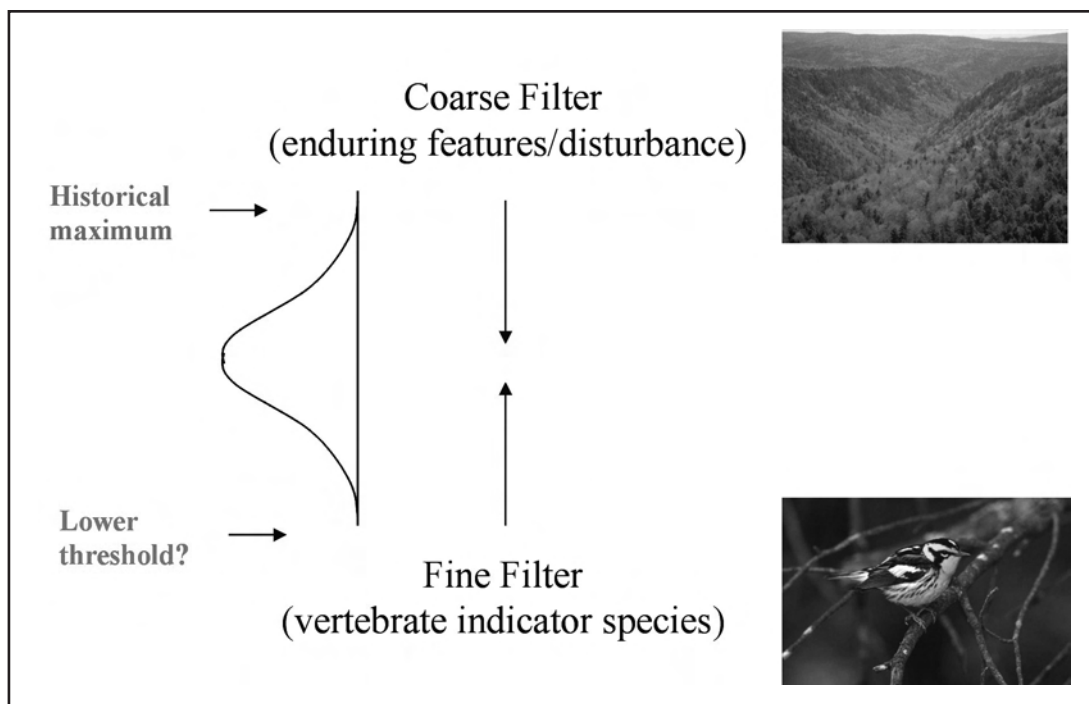 Coarse Filter
(enduring features/disturbance)
Historical
maximum
Lower
threshold?
Fine Filter
(vertebrate indicator species)